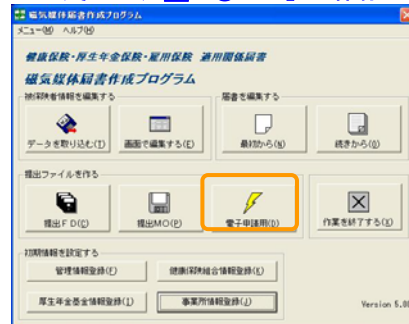 磁気媒体届書作成プログラム
メニュー(M) ヘルプ(H)
健康保険・厚生年金保険・雇用保険 適用関係届書
磁気媒体届書作成プログラム
被保険者情報を編集する
届書を編集する
データを取り込む(T)
画面で編集する(E)
最初から(N)
続きから(O)
提出ファイルを作る
提出FD(C)
提出MO(P)
電子申請用(D)
作業を終了する(X)
初期情報を設定する
管理情報登録(F)
健康保険組合情報登録(K)
厚生年金基金情報登録(I)
事業所情報登録(J)
Version 5.00